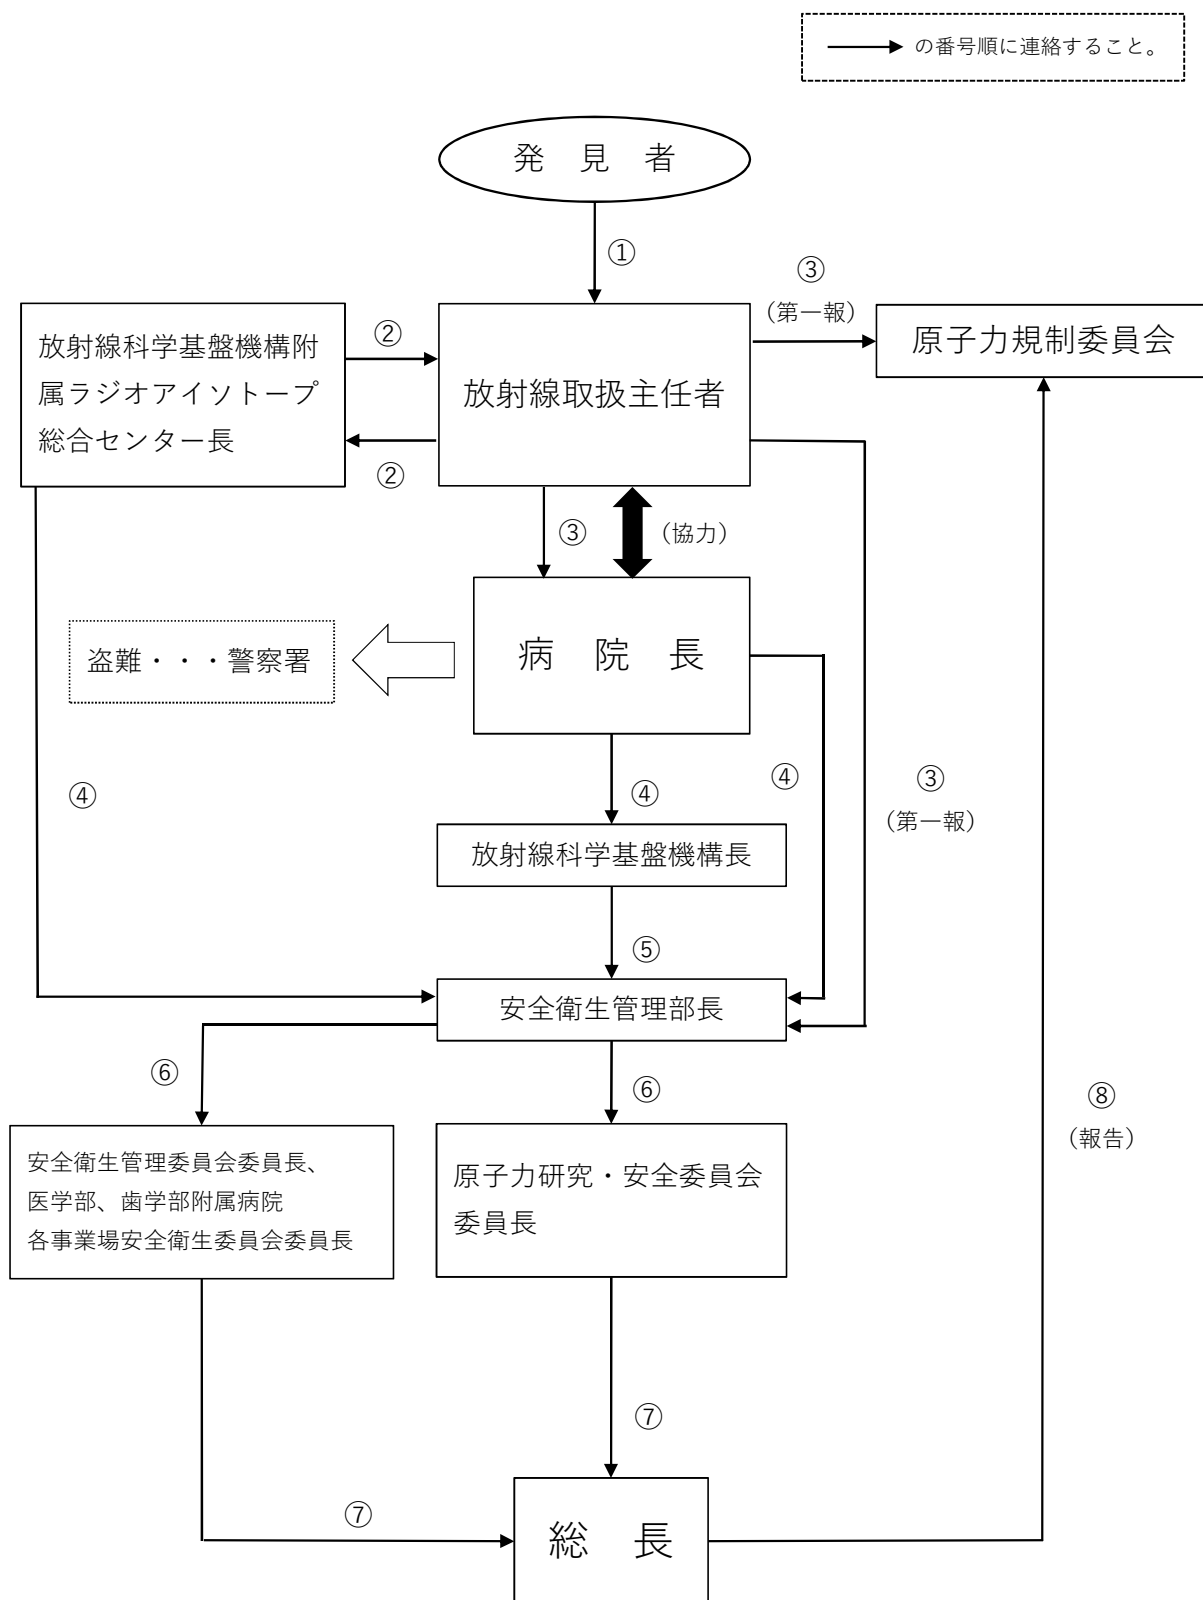 の番号順に連絡すること。
発 見 者
①
③
（第一報）
放射線科学基盤機構附
属ラジオアイソトープ
総合センター長
②
②
放射線取扱主任者
原子力規制委員会
③
（協力）
病 院 長
盗難・・・警察署
④
④
④
③
（第一報）
放射線科学基盤機構長
⑤
安全衛生管理部長
⑥
⑥
⑧
（報告）
安全衛生管理委員会委員長、
医学部、歯学部附属病院
各事業場安全衛生委員会委員長
原子力研究・安全委員会
委員長
⑦
⑦
総 長